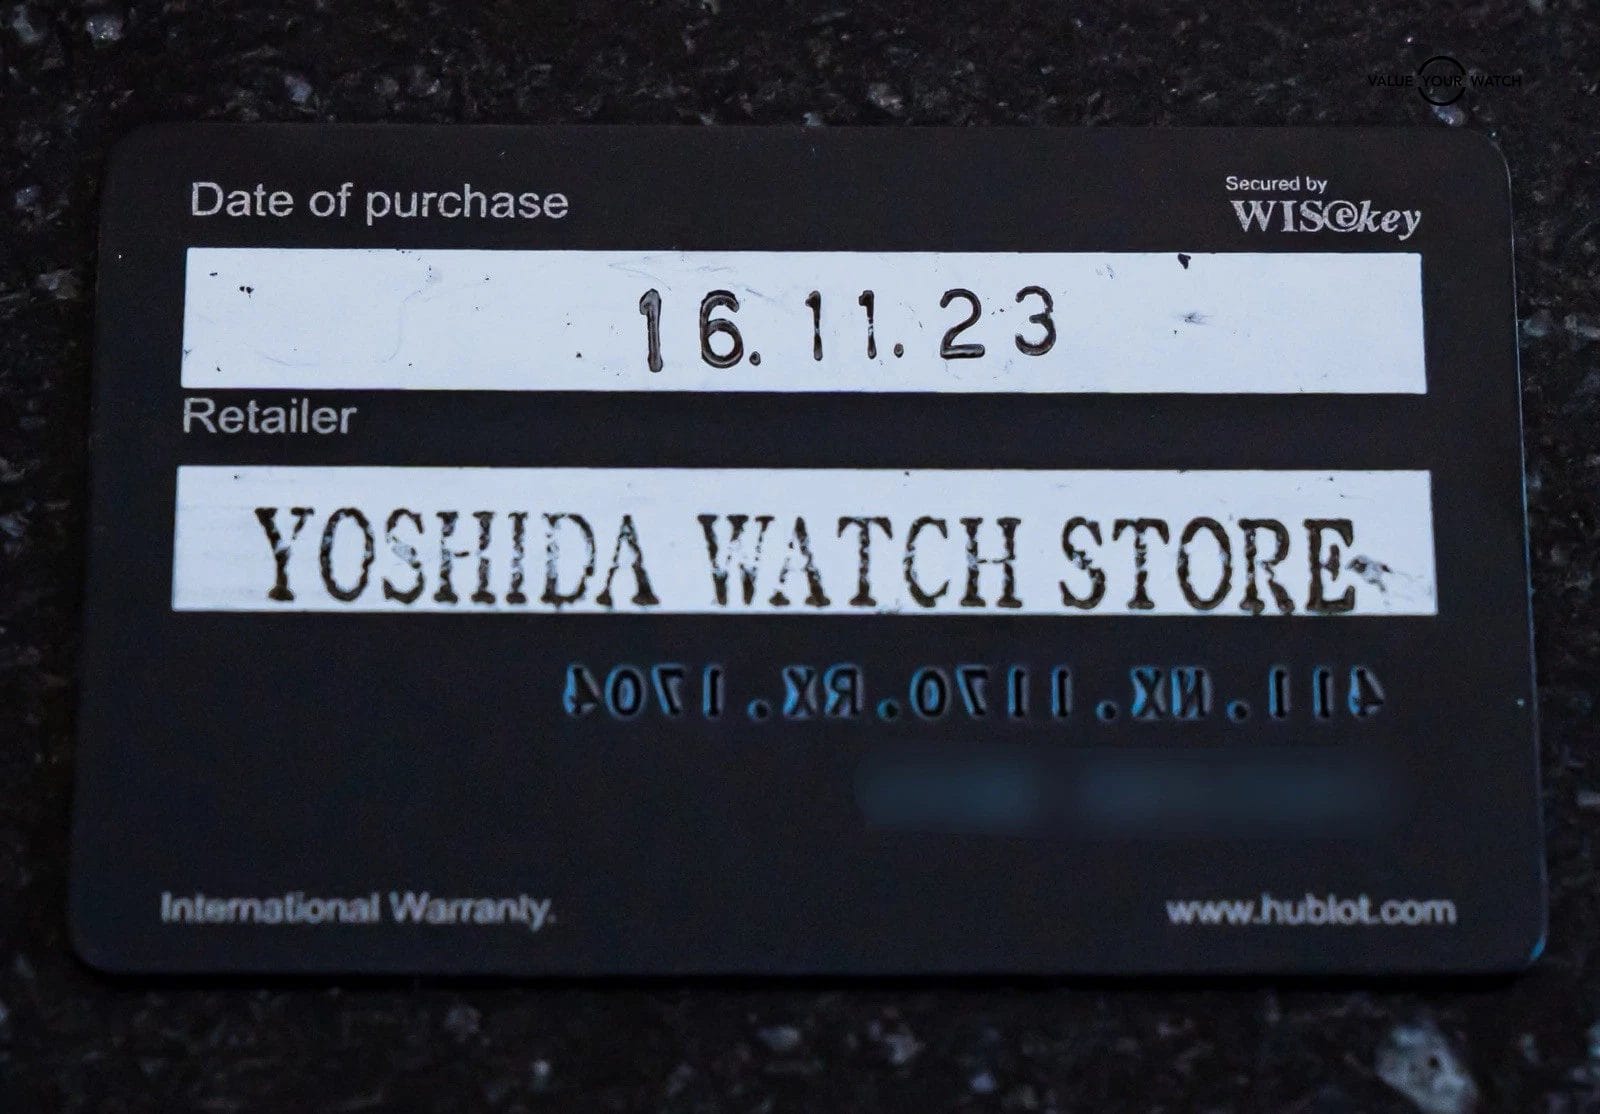 VALUE YOUR WATCH
Date of purchase
Secured by
WISekey
16.11.23
Retailer
YOSHIDA WATCH STORE
411.NX.1170.RX.1704
International Warranty.
www.hublot.com